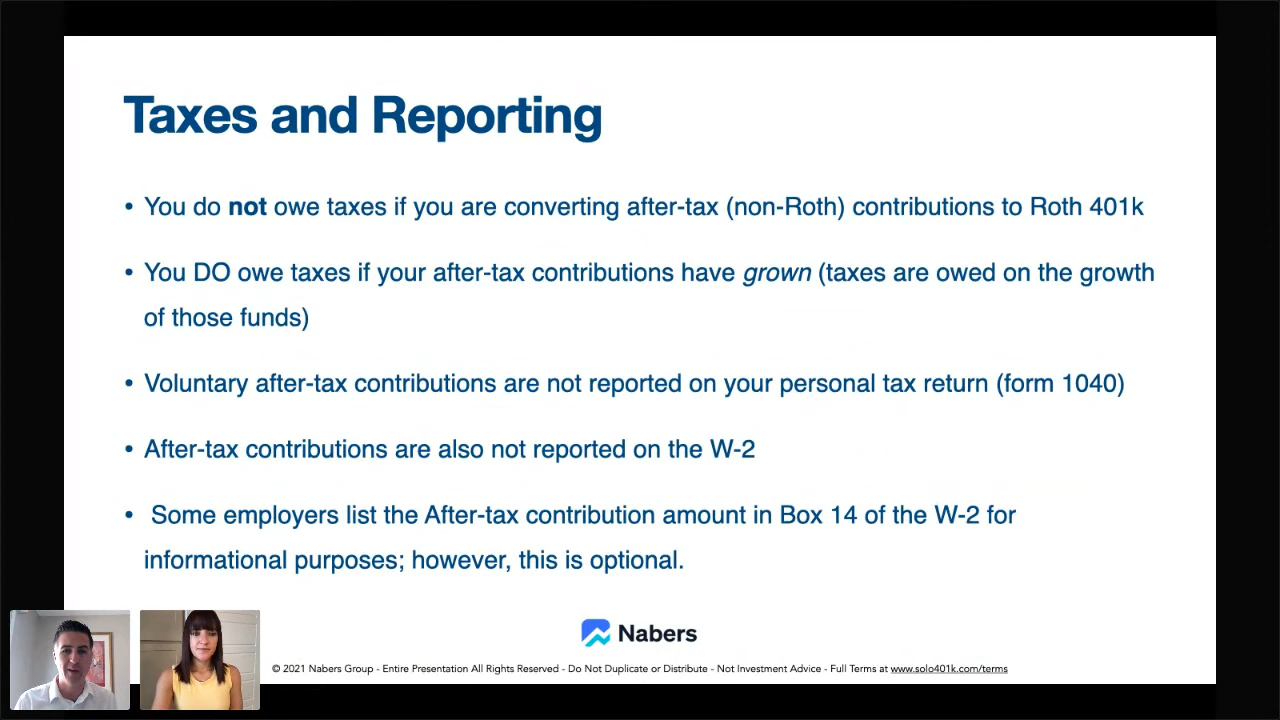 Taxes and Reporting
• You do not owe taxes if you are converting after-tax (non-Roth) contributions to Roth 401k
• You DO owe taxes if your after-tax contributions have grown (taxes are owed on the growth
of those funds)
• Voluntary after-tax contributions are not reported on your personal tax return (form 1040)
• After-tax contributions are also not reported on the W-2
• Some employers list the After-tax contribution amount in Box 14 of the W-2 for
informational purposes; however, this is optional.
Nabers
© 2021 Nabers Group - Entire Presentation All Rights Reserved - Do Not Duplicate or Distribute - Not Investment Advice - Full Terms at www.solo401k.com/terms